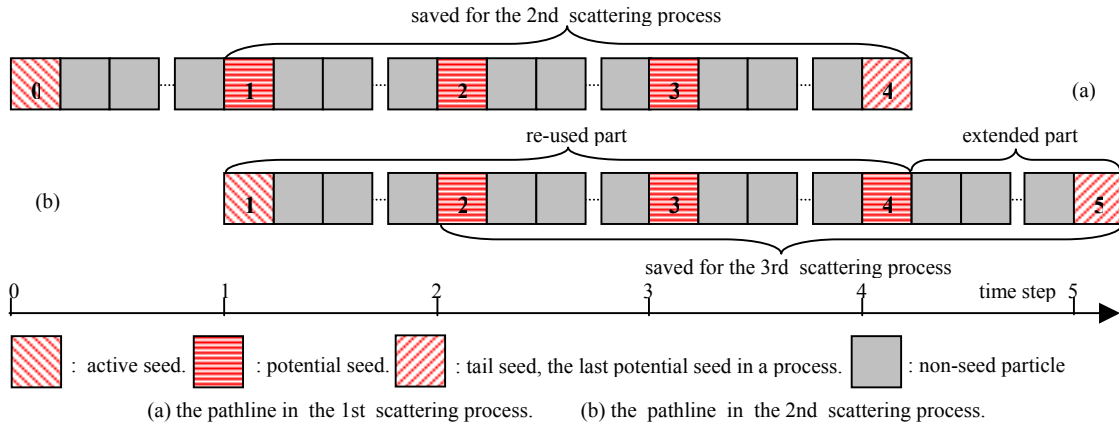 saved for the 2nd scattering process
0 ... 1 ... 2 ... 3 ... 4 (a)
re-used part extended part
(b) 1 ... 2 ... 3 ... 4 ... 5
saved for the 3rd scattering process
0 1 2 3 4 time step 5
: active seed. : potential seed. : tail seed, the last potential seed in a process. : non-seed particle
(a) the pathline in the 1st scattering process. (b) the pathline in the 2nd scattering process.